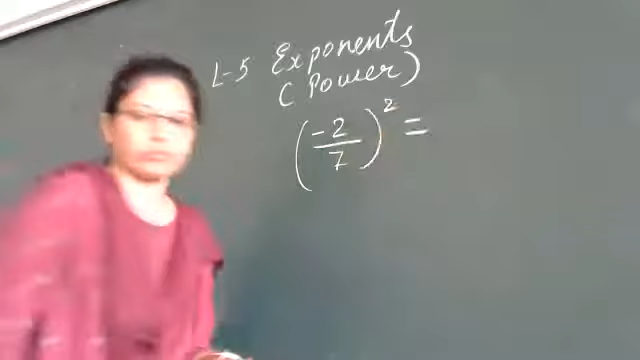 L-5 Exponents
(Power)
(-2/7)² =